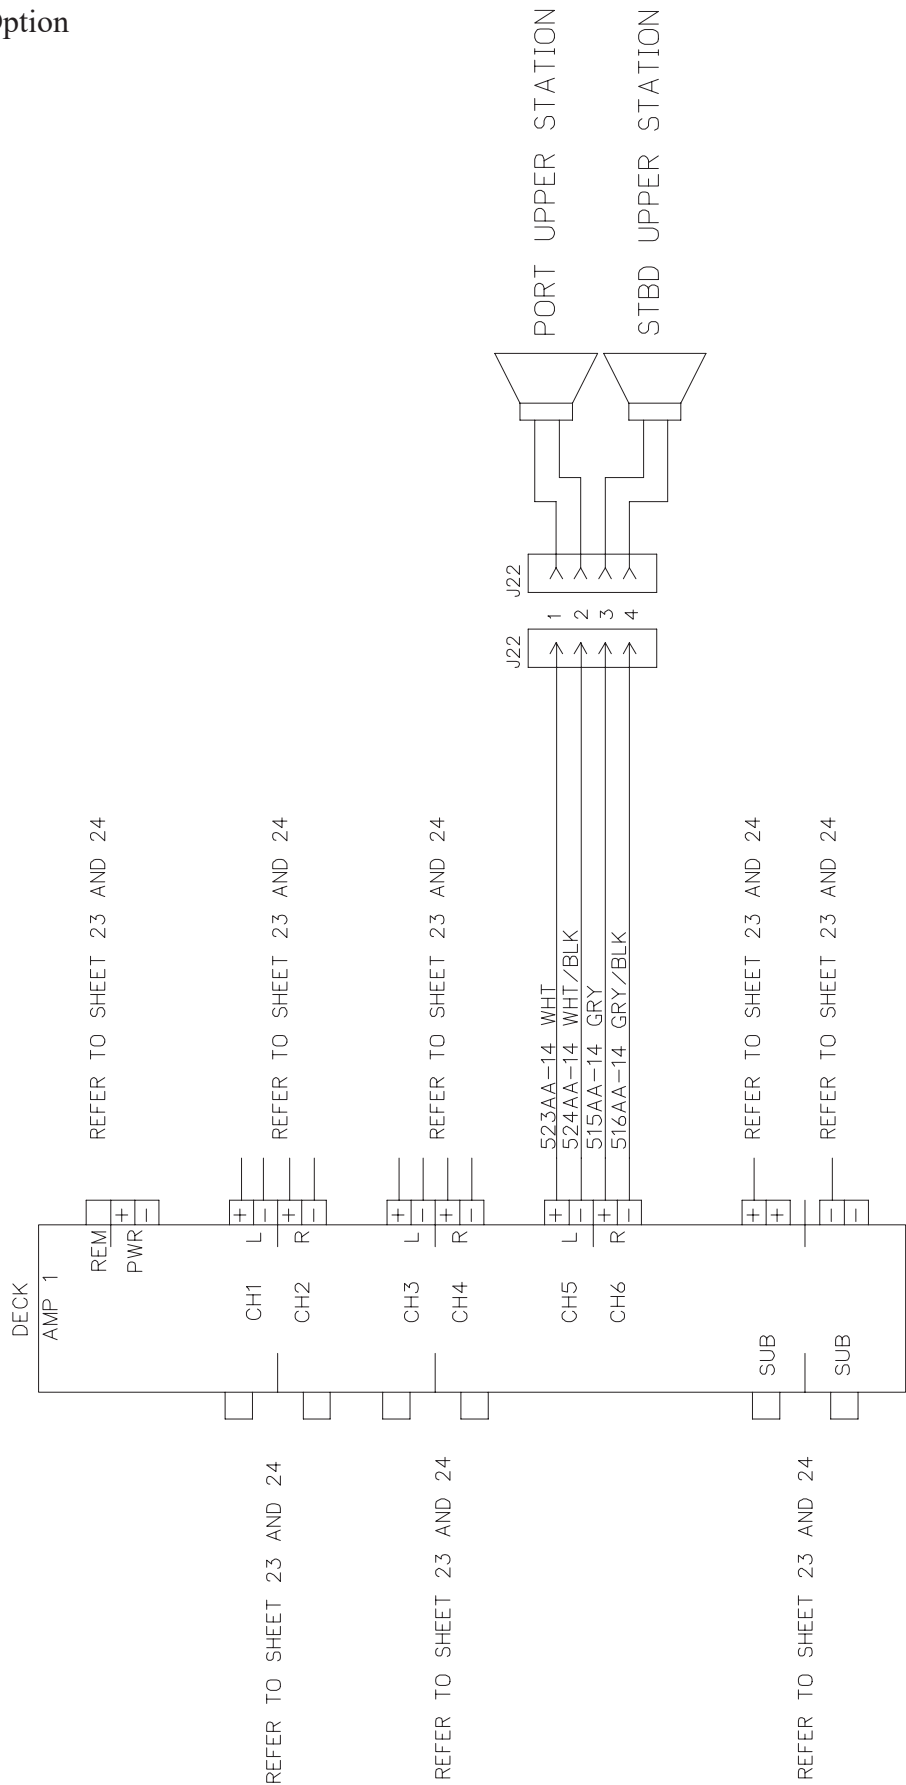 Option
PORT UPPER STATION
STBD UPPER STATION
J22
J22
1
2
3
4
REFER TO SHEET 23 AND 24
REFER TO SHEET 23 AND 24
REFER TO SHEET 23 AND 24
523AA-14 WHT
524AA-14 WHT/BLK
515AA-14 GRY
516AA-14 GRY/BLK
REFER TO SHEET 23 AND 24
REFER TO SHEET 23 AND 24
DECK
AMP 1
REM
+
PWR
-
+
L
-
+
R
-
CH1
CH2
+
L
-
+
R
-
CH3
CH4
+
L
-
+
R
-
CH5
CH6
+
+
-
-
SUB
SUB
REFER TO SHEET 23 AND 24
REFER TO SHEET 23 AND 24
REFER TO SHEET 23 AND 24